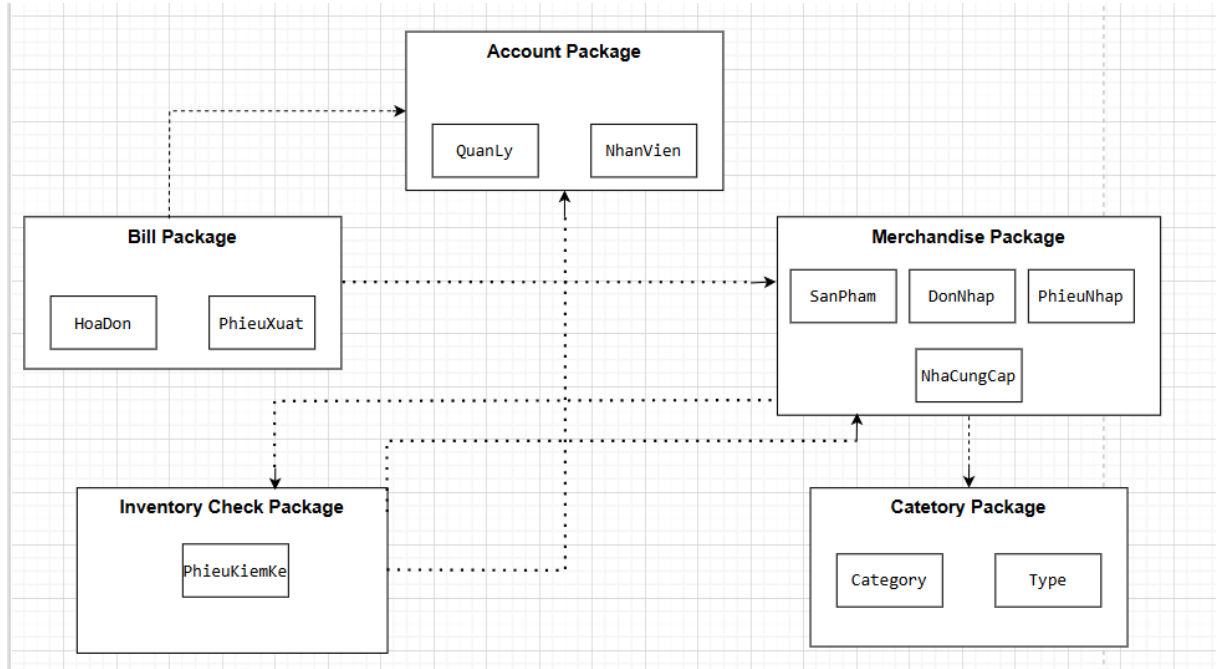 Account Package
QuanLy
NhanVien
Bill Package
HoaDon
PhieuXuat
Merchandise Package
SanPham
DonNhap
PhieuNhap
NhaCungCap
Inventory Check Package
PhieuKiemKe
Catetory Package
Category
Type